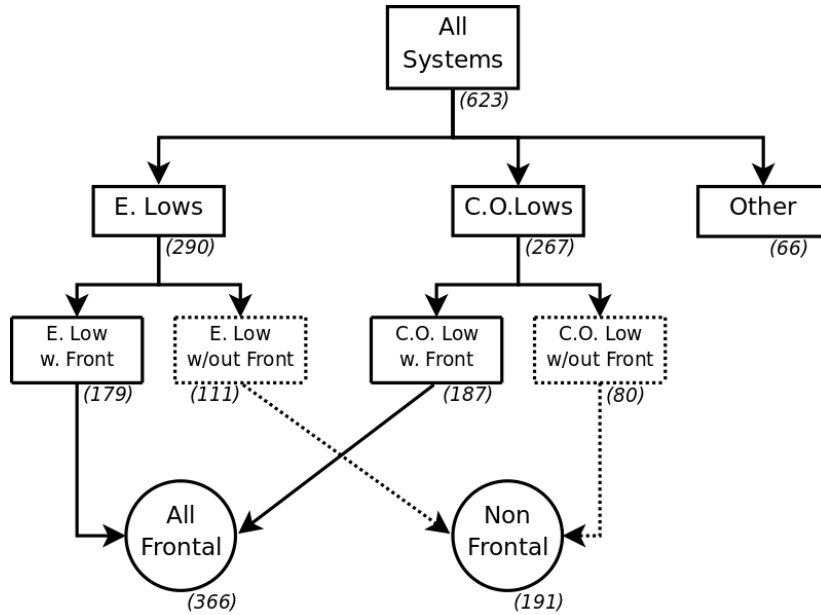 All
Systems
(623)
E. Lows
(290)
C.O.Lows
(267)
Other
(66)
E. Low
w. Front
(179)
E. Low
w/out Front
(111)
C.O. Low
w. Front
(187)
C.O. Low
w/out Front
(80)
All
Frontal
(366)
Non
Frontal
(191)